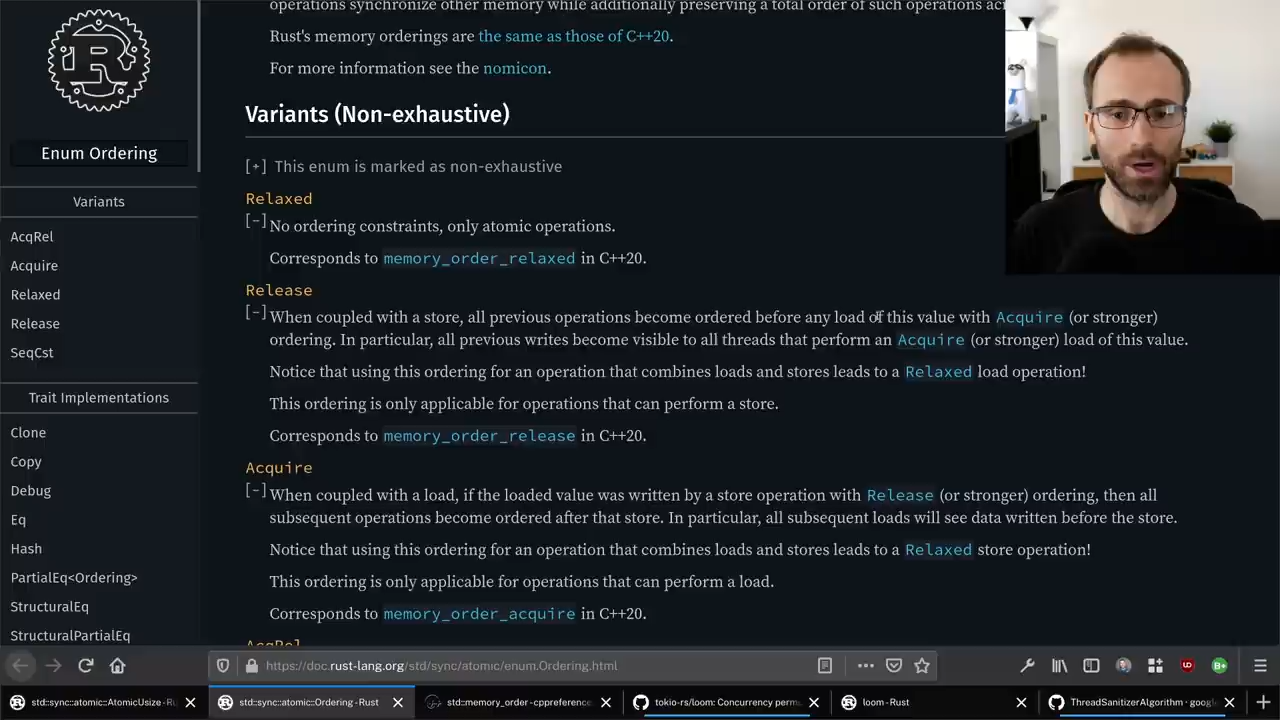 operations synchronize other memory while additionally preserving a total order of such operations
Rust's memory orderings are the same as those of C++20.
For more information see the nomicon.
Variants (Non-exhaustive)
[+] This enum is marked as non-exhaustive
Relaxed
[-] No ordering constraints, only atomic operations.
Corresponds to memory_order_relaxed in C++20.
Release
[-] When coupled with a store, all previous operations become ordered before any load of this value with Acquire (or stronger)
ordering. In particular, all previous writes become visible to all threads that perform an Acquire (or stronger) load of this value.
Notice that using this ordering for an operation that combines loads and stores leads to a Relaxed load operation!
This ordering is only applicable for operations that can perform a store.
Corresponds to memory_order_release in C++20.
Acquire
[-] When coupled with a load, if the loaded value was written by a store operation with Release (or stronger) ordering, then all
subsequent operations become ordered after that store. In particular, all subsequent loads will see data written before the store.
Notice that using this ordering for an operation that combines loads and stores leads to a Relaxed store operation!
This ordering is only applicable for operations that can perform a load.
Corresponds to memory_order_acquire in C++20.
AcqRel
R
Enum Ordering
Variants
AcqRel
Acquire
Relaxed
Release
SeqCst
Trait Implementations
Clone
Copy
Debug
Eq
Hash
PartialEq<Ordering>
StructuralEq
StructuralPartialEq
https://doc.rust-lang.org/std/sync/atomic/enum.Ordering.html
std::sync::atomic::AtomicUsize - Ru
std::sync::atomic::Ordering - Rust
std::memory_order - cppreference
tokio-rs/loom: Concurrency perm
loom - Rust
ThreadSanitizerAlgorithm · google